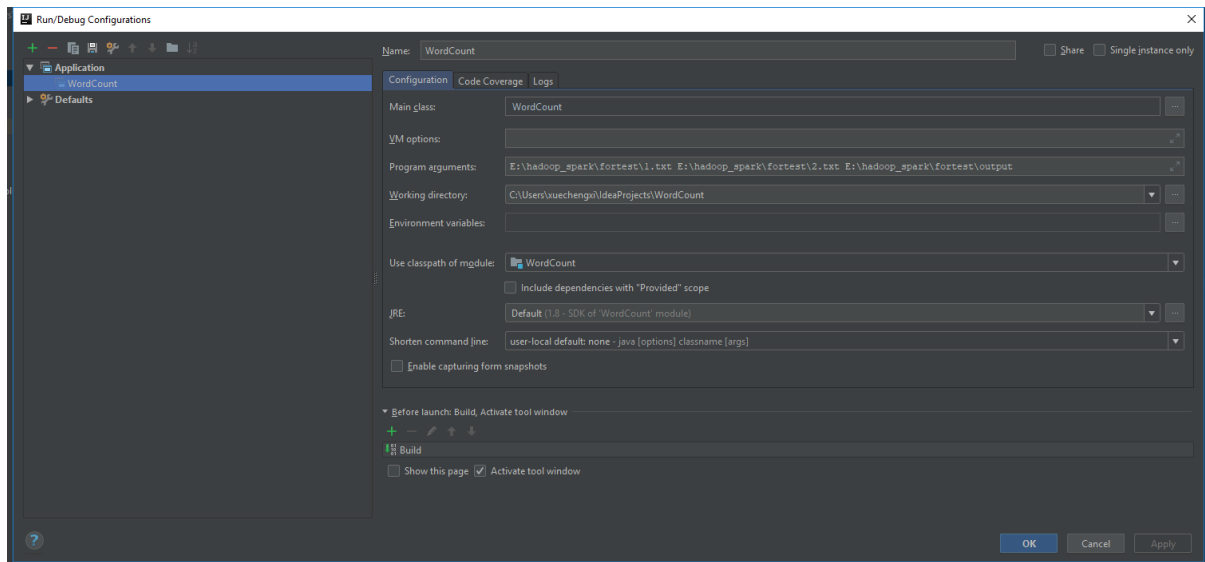 Run/Debug Configurations
Name: WordCount
Share
Single instance only
Application
WordCount
Defaults
Configuration
Code Coverage
Logs
Main class: WordCount
VM options:
Program arguments: E:\hadoop_spark\fortest\1.txt E:\hadoop_spark\fortest\2.txt E:\hadoop_spark\fortest\output
Working directory: C:\Users\xuechengxi\IdeaProjects\WordCount
Environment variables:
Use classpath of module: WordCount
Include dependencies with "Provided" scope
JRE: Default (1.8 - SDK of 'WordCount' module)
Shorten command line: user-local default: none - java [options] classname [args]
Enable capturing form snapshots
Before launch: Build, Activate tool window
Build
Show this page
Activate tool window
OK
Cancel
Apply